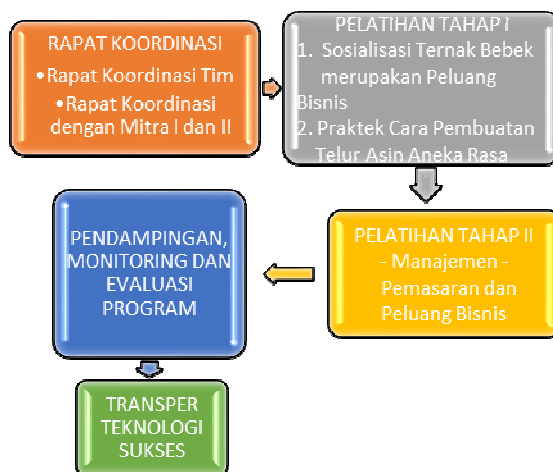 RAPAT KOORDINASI
•Rapat Koordinasi Tim
•Rapat Koordinasi
dengan Mitra I dan II
PELATIHAN TAHAP I
1. Sosialisasi Ternak Bebek
merupakan Peluang
Bisnis
2. Praktek Cara Pembuatan
Telur Asin Aneka Rasa
PELATIHAN TAHAP II
- Manajemen -
Pemasaran dan
Peluang Bisnis
PENDAMPINGAN,
MONITORING DAN
EVALUASI
PROGRAM
TRANSPER
TEKNOLOGI
SUKSES